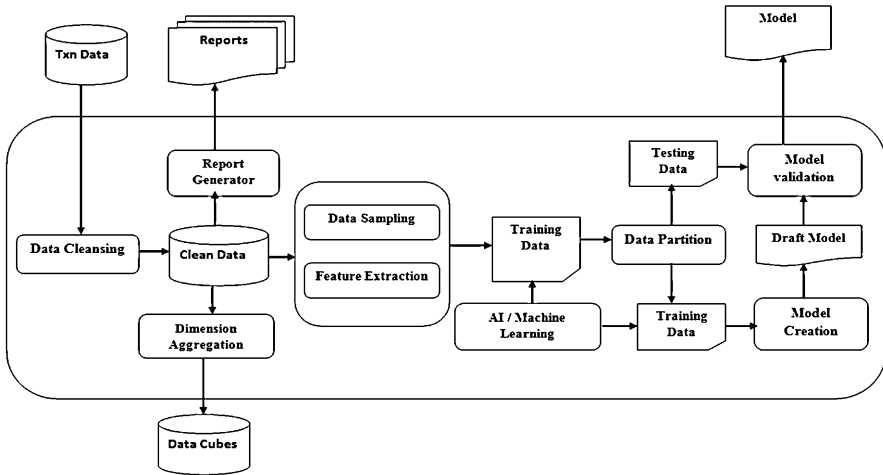 Txn Data
Reports
Model
Report
Generator
Testing
Data
Model
validation
Data Sampling
Data Cleansing
Clean Data
Training
Data
Data Partition
Draft Model
Feature Extraction
Dimension
Aggregation
AI / Machine
Learning
Training
Data
Model
Creation
Data Cubes